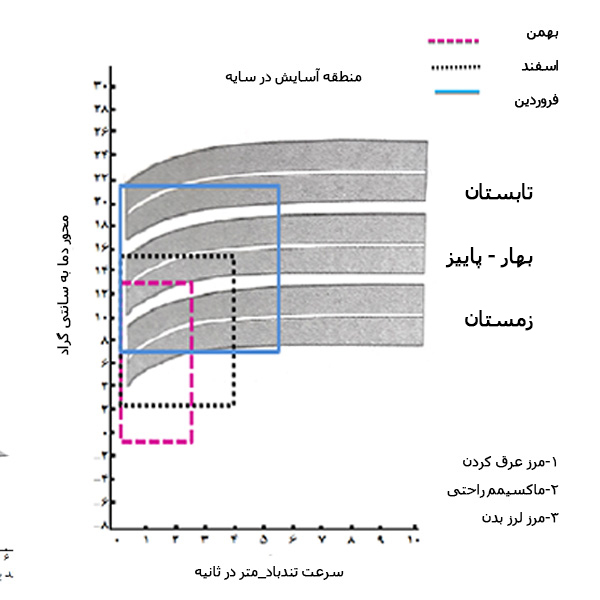 بهمن
اسفند
فروردین
منطقه آسایش در سایه
۳۰
۲۸
۲۶
۲۴
۲۲
۲۰
۱۸
۱۶
۱۴
۱۲
۱۰
۸
۶
۴
۲
۰
-۲
-۴
-۶
-۸
محور دما به سانتی گراد
تابستان
بهار - پاییز
زمستان
۱-مرز عرق کردن
۲-ماکسیمم راحتی
۳-مرز لرز بدن
۰ ۱ ۲ ۳ ۴ ۵ ۶ ۷ ۸ ۹ ۱۰
سرعت تندباد_متر در ثانیه
۶